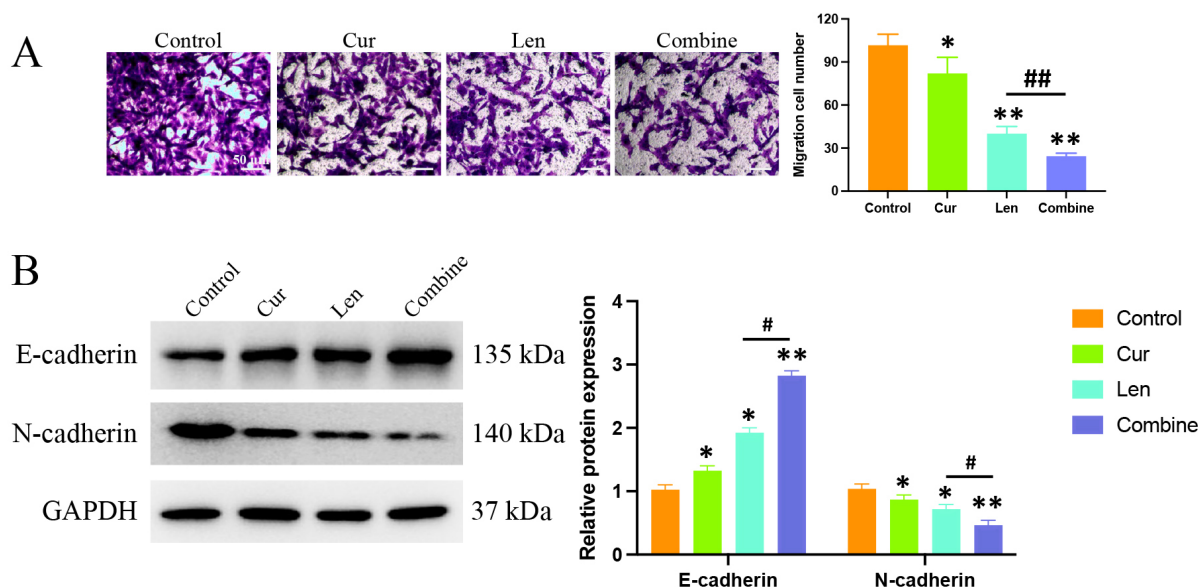 A
Control
Cur
Len
Combine
50 μm
120
90
60
30
0
Migration cell number
*
**
##
**
Control
Cur
Len
Combine
B
Control
Cur
Len
Combine
E-cadherin
135 kDa
N-cadherin
140 kDa
GAPDH
37 kDa
Relative protein expression
4
3
2
1
0
*
*
#
**
*
*
#
**
E-cadherin
N-cadherin
Control
Cur
Len
Combine